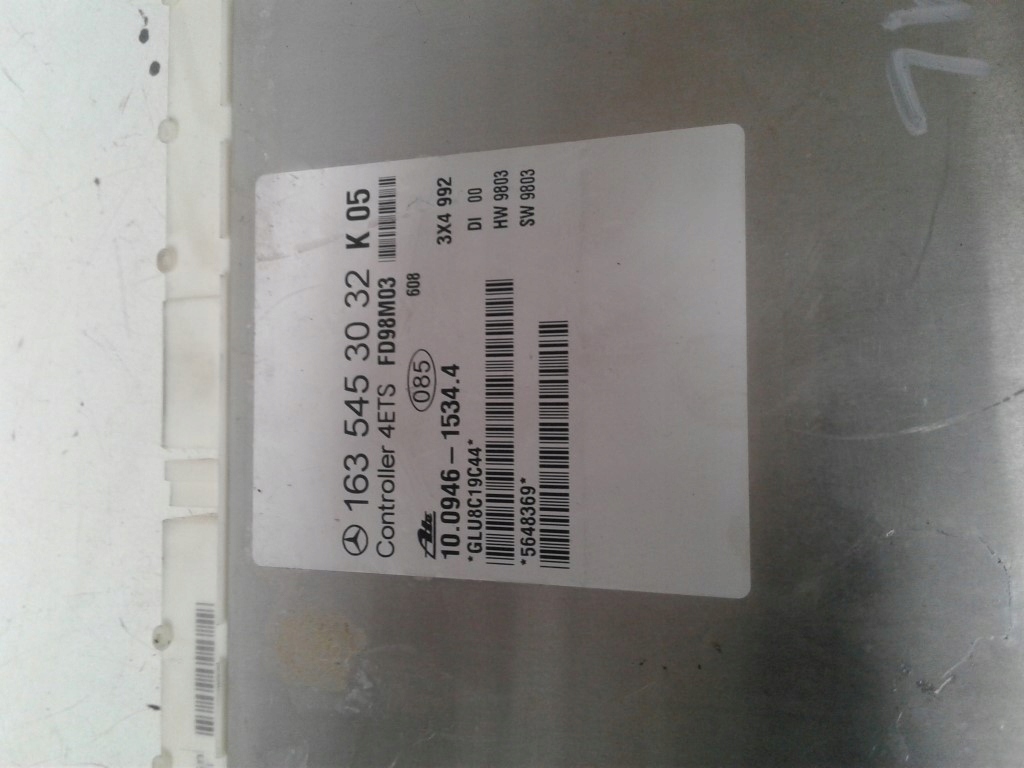 163 545 30 32 K 05
Controller 4ETS FD98M03
085 608
Ate
10.0946-1534.4 3X4 992
*GLU8C19C44* DI 00
HW 9803
*5648369* SW 9803